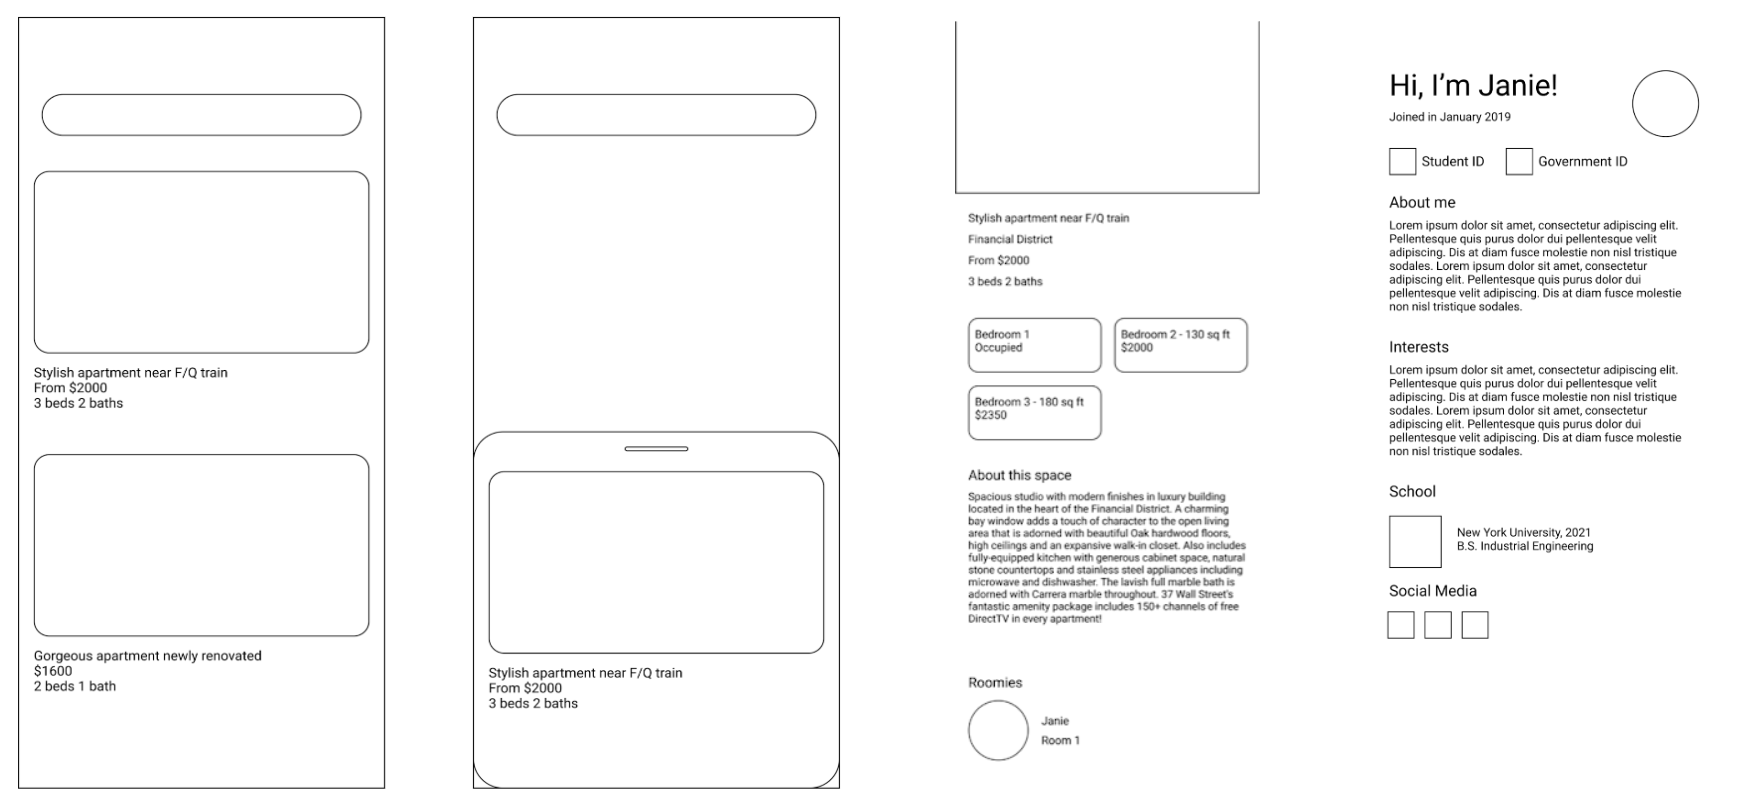 Stylish apartment near F/Q train
From $2000
3 beds 2 baths
Gorgeous apartment newly renovated
$1600
2 beds 1 bath
Stylish apartment near F/Q train
From $2000
3 beds 2 baths
Stylish apartment near F/Q train
Financial District
From $2000
3 beds 2 baths
Bedroom 1
Occupied
Bedroom 2 - 130 sq ft
$2000
Bedroom 3 - 180 sq ft
$2350
About this space
Spacious studio with modern finishes in luxury building
located in the heart of the Financial District. A charming
bay window adds a touch of character to the open living
area that is adorned with beautiful Oak hardwood floors,
high ceilings and an expansive walk-in closet. Also includes
fully-equipped kitchen with generous cabinet space, natural
stone countertops and stainless steel appliances including
microwave and dishwasher. The lavish full marble bath is
adorned with Carrera marble throughout. 37 Wall Street's
fantastic amenity package includes 150+ channels of free
DirectTV in every apartment!
Roomies
Janie
Room 1
Hi, I'm Janie!
Joined in January 2019
Student ID
Government ID
About me
Lorem ipsum dolor sit amet, consectetur adipiscing elit.
Pellentesque quis purus dolor dui pellentesque velit
adipiscing. Dis at diam fusce molestie non nisl tristique
sodales. Lorem ipsum dolor sit amet, consectetur
adipiscing elit. Pellentesque quis purus dolor dui
pellentesque velit adipiscing. Dis at diam fusce molestie
non nisl tristique sodales.
Interests
Lorem ipsum dolor sit amet, consectetur adipiscing elit.
Pellentesque quis purus dolor dui pellentesque velit
adipiscing. Dis at diam fusce molestie non nisl tristique
sodales. Lorem ipsum dolor sit amet, consectetur
adipiscing elit. Pellentesque quis purus dolor dui
pellentesque velit adipiscing. Dis at diam fusce molestie
non nisl tristique sodales.
School
New York University, 2021
B.S. Industrial Engineering
Social Media